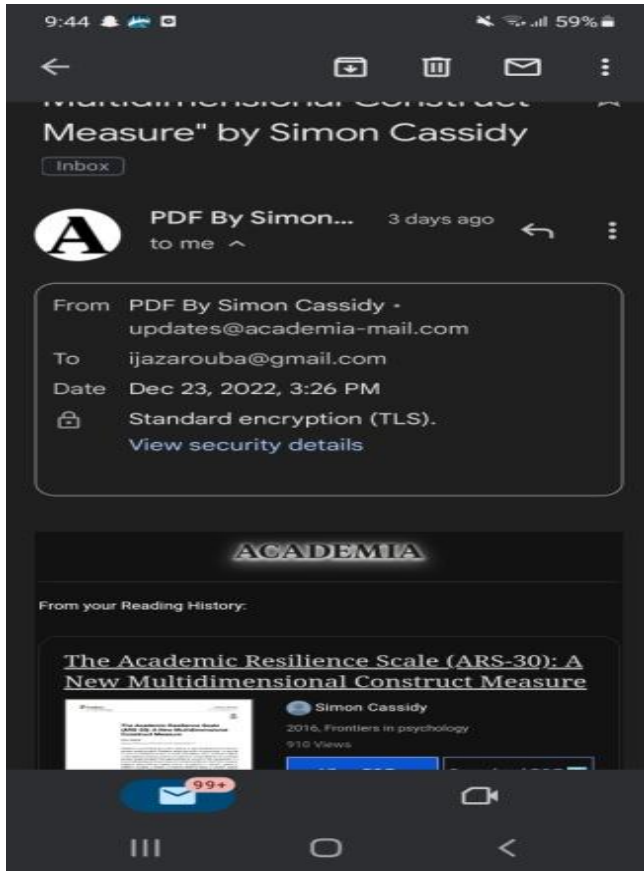 9:44 59%
Multidimensional Construct
Measure" by Simon Cassidy
Inbox
A PDF By Simon... 3 days ago
to me
From PDF By Simon Cassidy •
updates@academia-mail.com
To ijazarouba@gmail.com
Date Dec 23, 2022, 3:26 PM
Standard encryption (TLS).
View security details
ACADEMIA
From your Reading History:
The Academic Resilience Scale (ARS-30): A
New Multidimensional Construct Measure
Simon Cassidy
2016, Frontiers in psychology
910 Views
99+